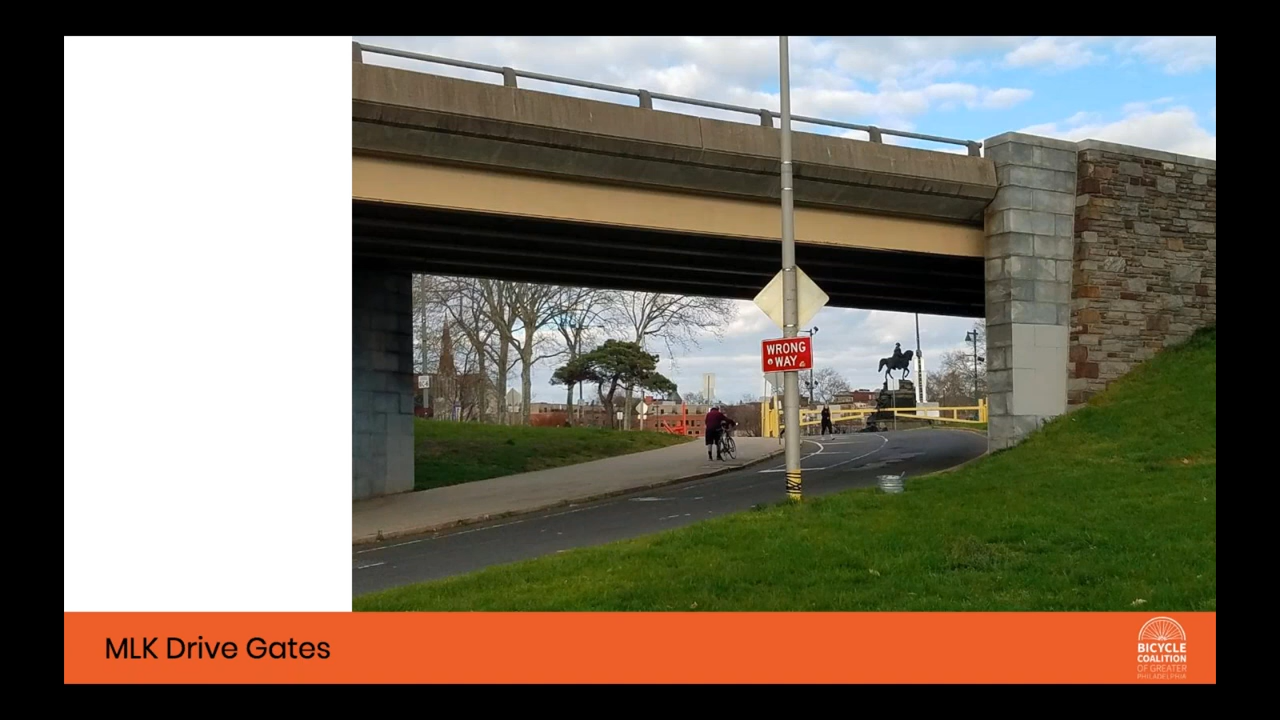 WRONG
WAY
MLK Drive Gates
BICYCLE
COALITION
OF GREATER
PHILADELPHIA